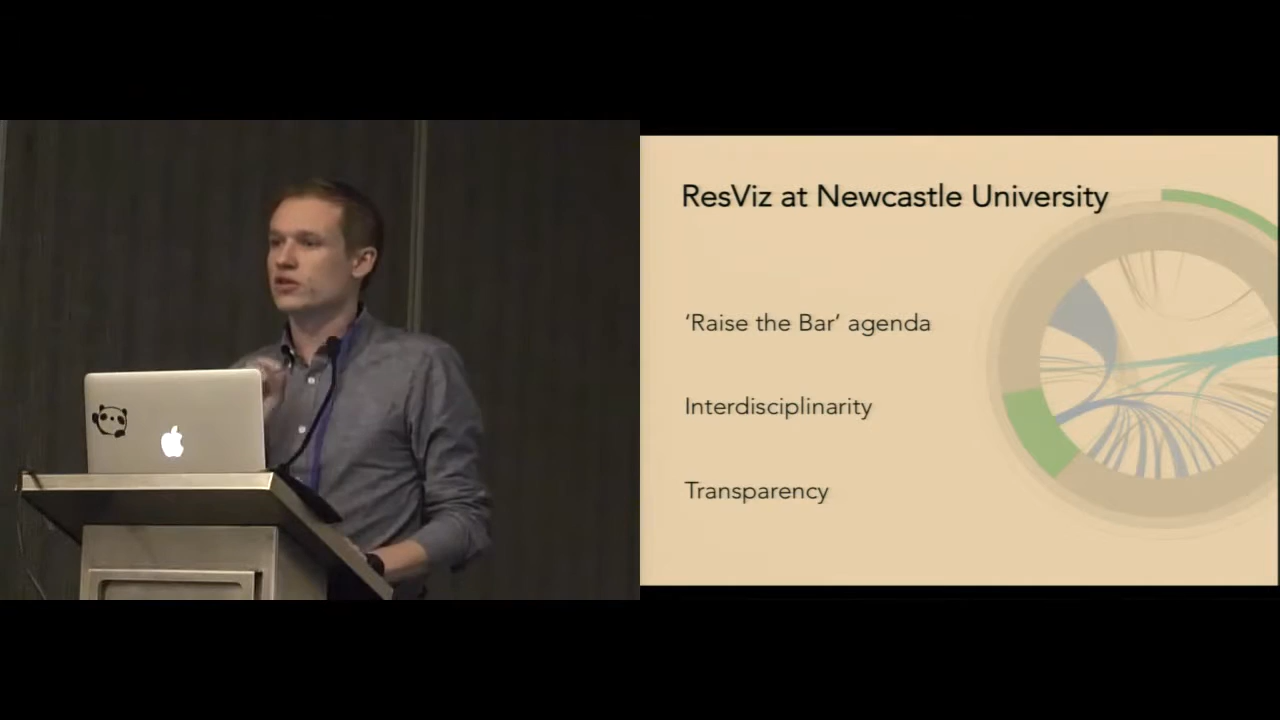 ResViz at Newcastle University
‘Raise the Bar’ agenda
Interdisciplinarity
Transparency